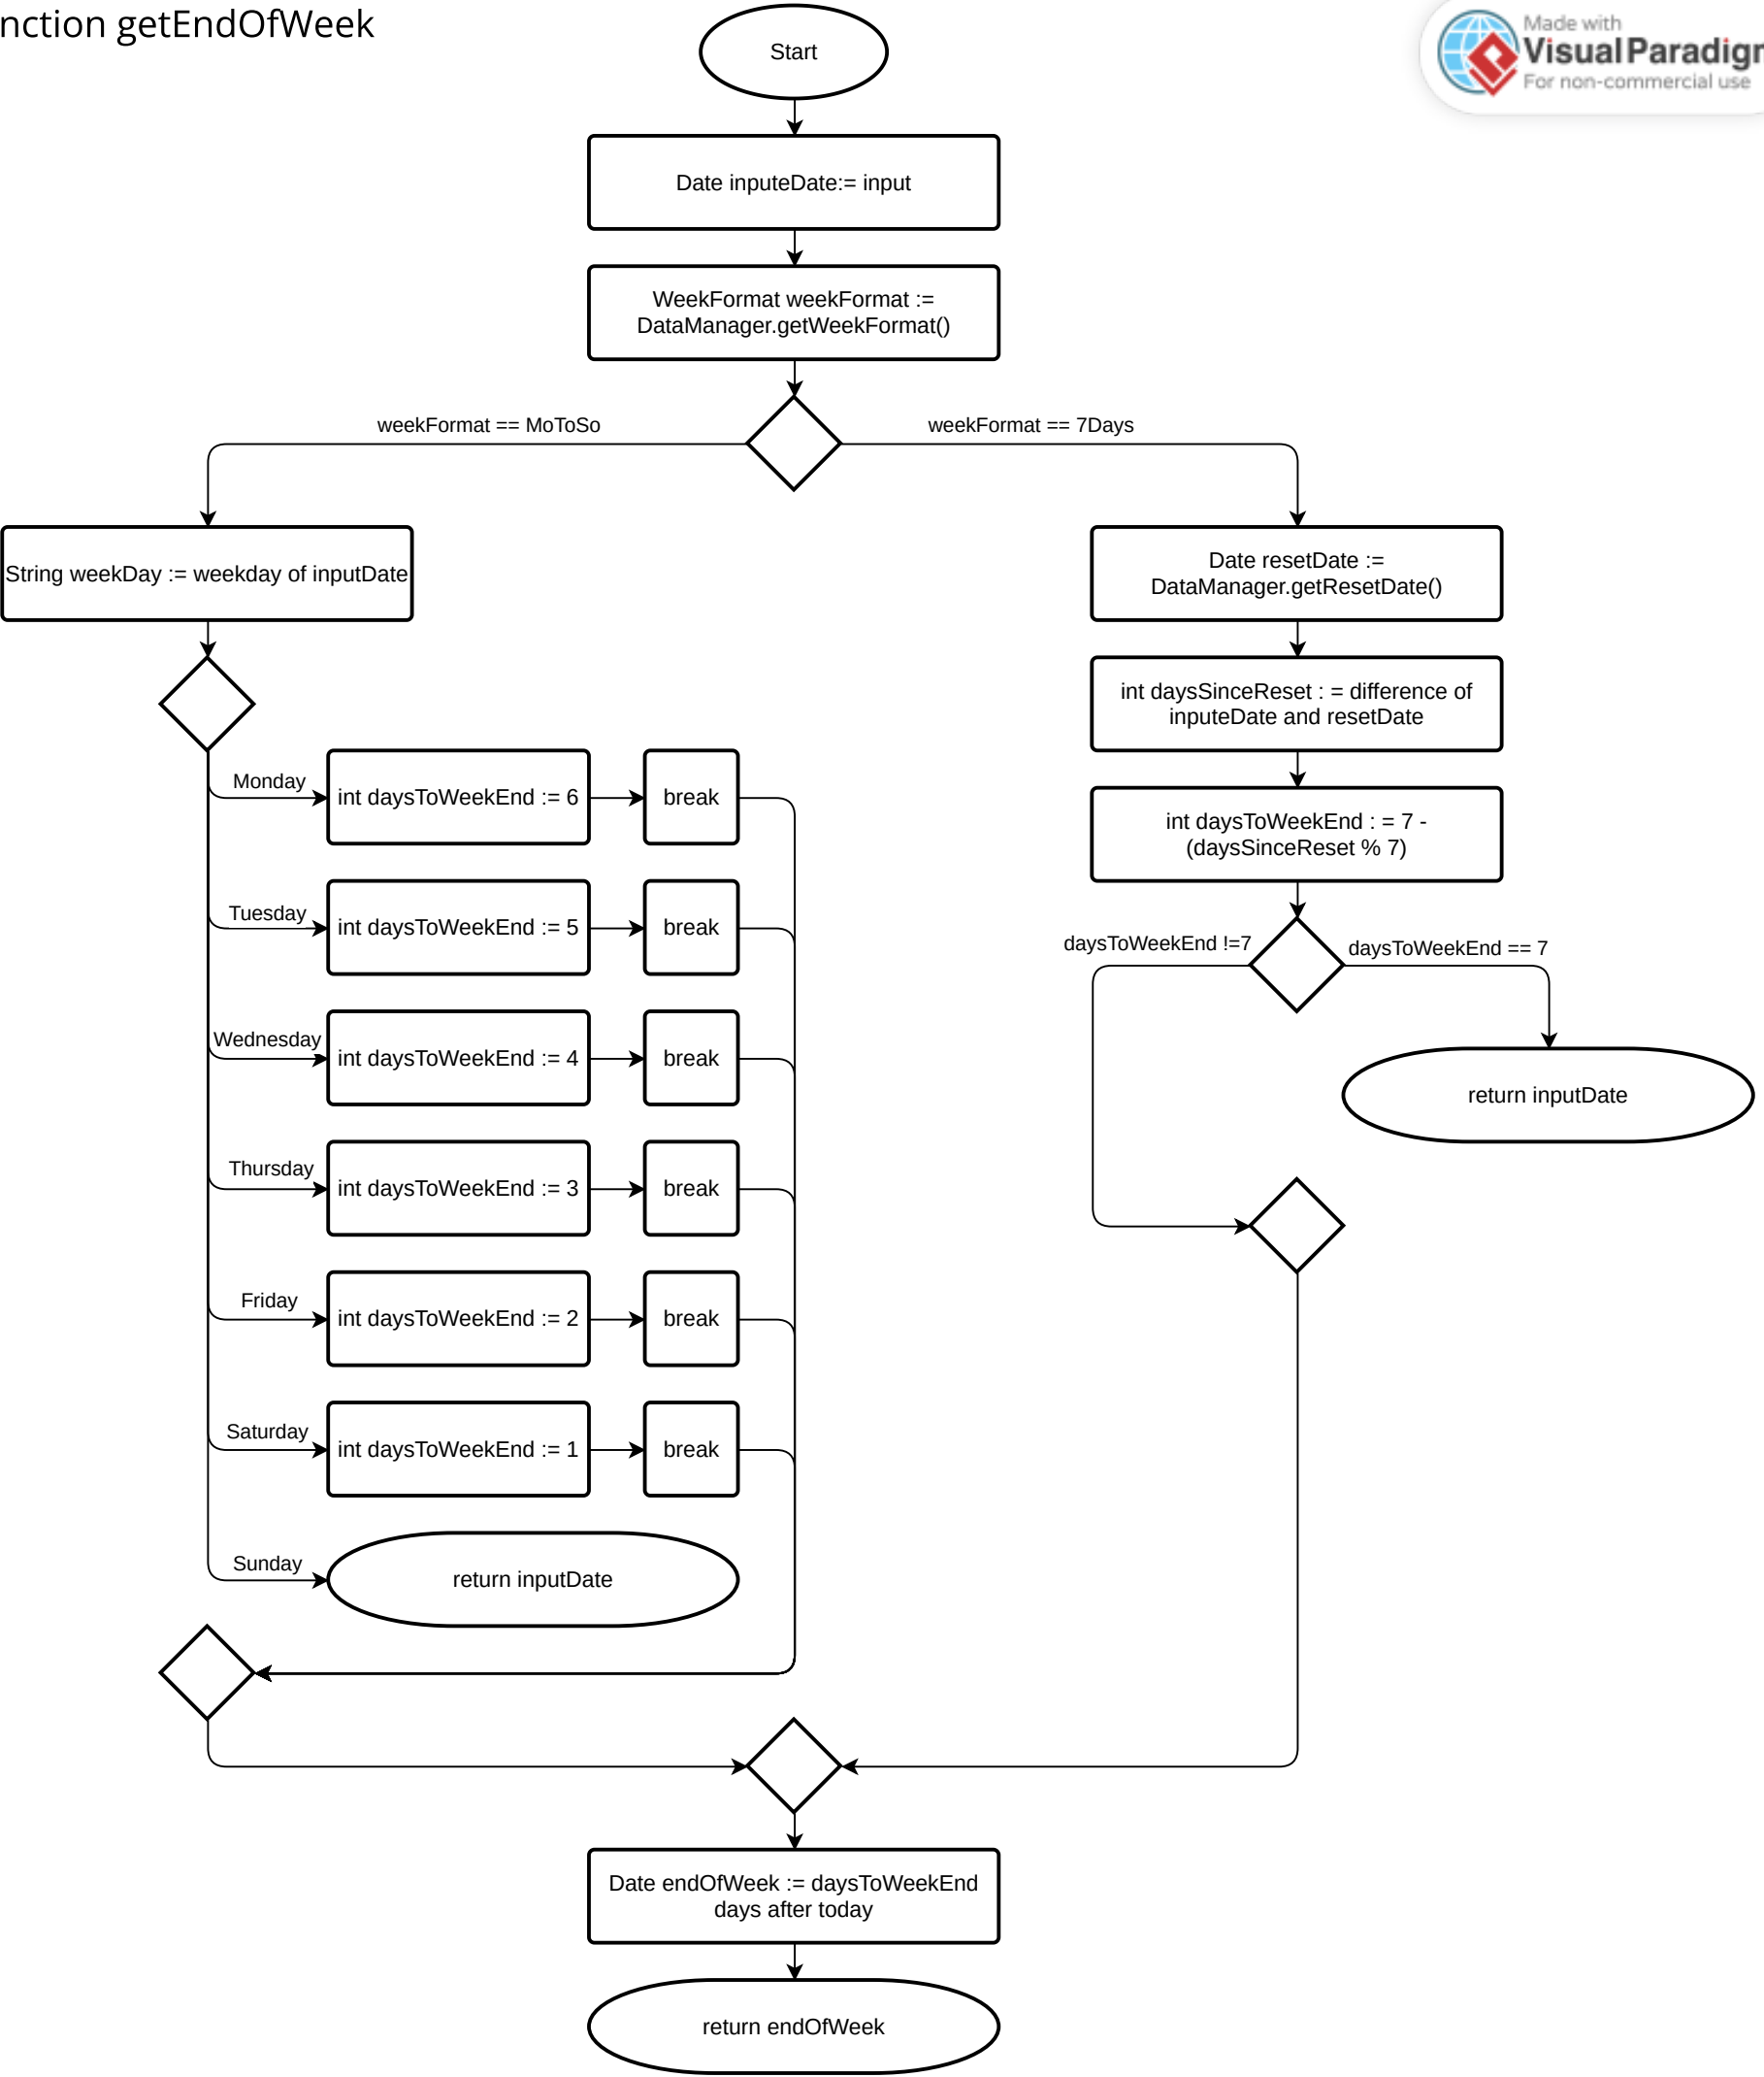 nction getEndOfWeek
Made with
Visual Paradigm
For non-commercial use
Start
Date inputeDate:= input
WeekFormat weekFormat :=
DataManager.getWeekFormat()
weekFormat == MoToSo
weekFormat == 7Days
String weekDay := weekday of inputDate
Date resetDate :=
DataManager.getResetDate()
int daysSinceReset : = difference of
inputeDate and resetDate
int daysToWeekEnd : = 7 -
(daysSinceReset % 7)
daysToWeekEnd !=7
daysToWeekEnd == 7
return inputDate
Monday
int daysToWeekEnd := 6
break
Tuesday
int daysToWeekEnd := 5
break
Wednesday
int daysToWeekEnd := 4
break
Thursday
int daysToWeekEnd := 3
break
Friday
int daysToWeekEnd := 2
break
Saturday
int daysToWeekEnd := 1
break
Sunday
return inputDate
Date endOfWeek := daysToWeekEnd
days after today
return endOfWeek